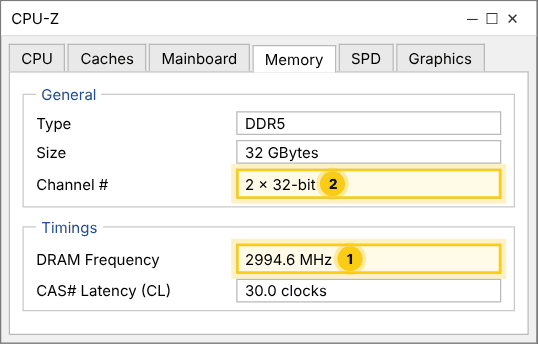 CPU-Z
CPU Caches Mainboard Memory SPD Graphics
General
Type DDR5
Size 32 GBytes
Channel # 2 × 32-bit 2
Timings
DRAM Frequency 2994.6 MHz 1
CAS# Latency (CL) 30.0 clocks